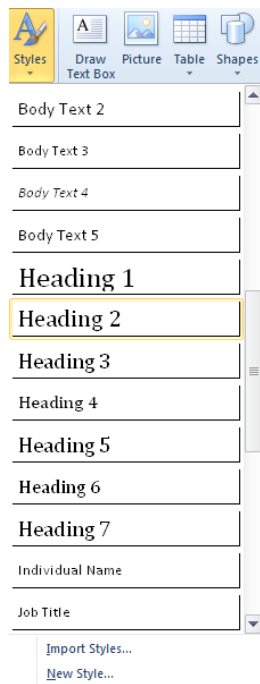 A
Styles Draw Picture Table Shapes
Text Box
Body Text 2
Body Text 3
Body Text 4
Body Text 5
Heading 1
Heading 2
Heading 3
Heading 4
Heading 5
Heading 6
Heading 7
Individual Name
Job Title
Import Styles...
New Style...